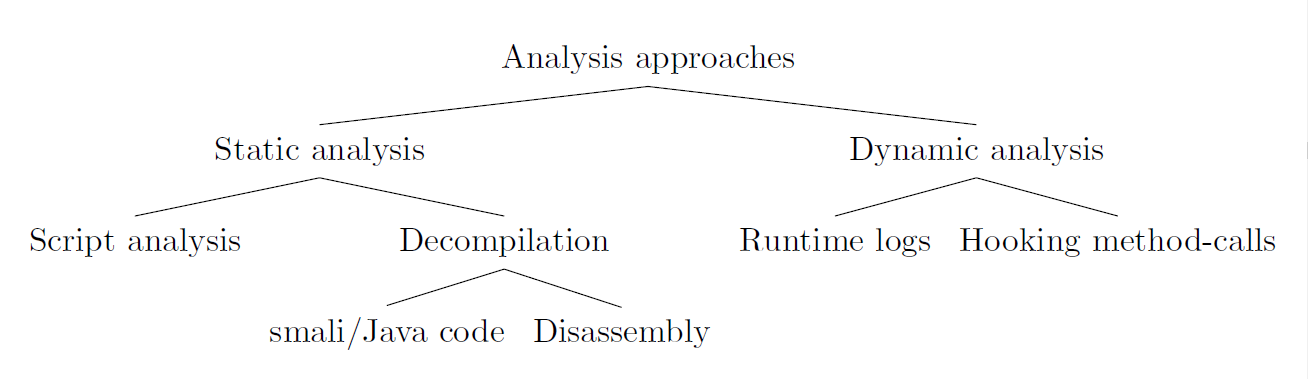 Analysis approaches
Static analysis
Dynamic analysis
Script analysis
Decompilation
Runtime logs
Hooking method-calls
smali/Java code
Disassembly